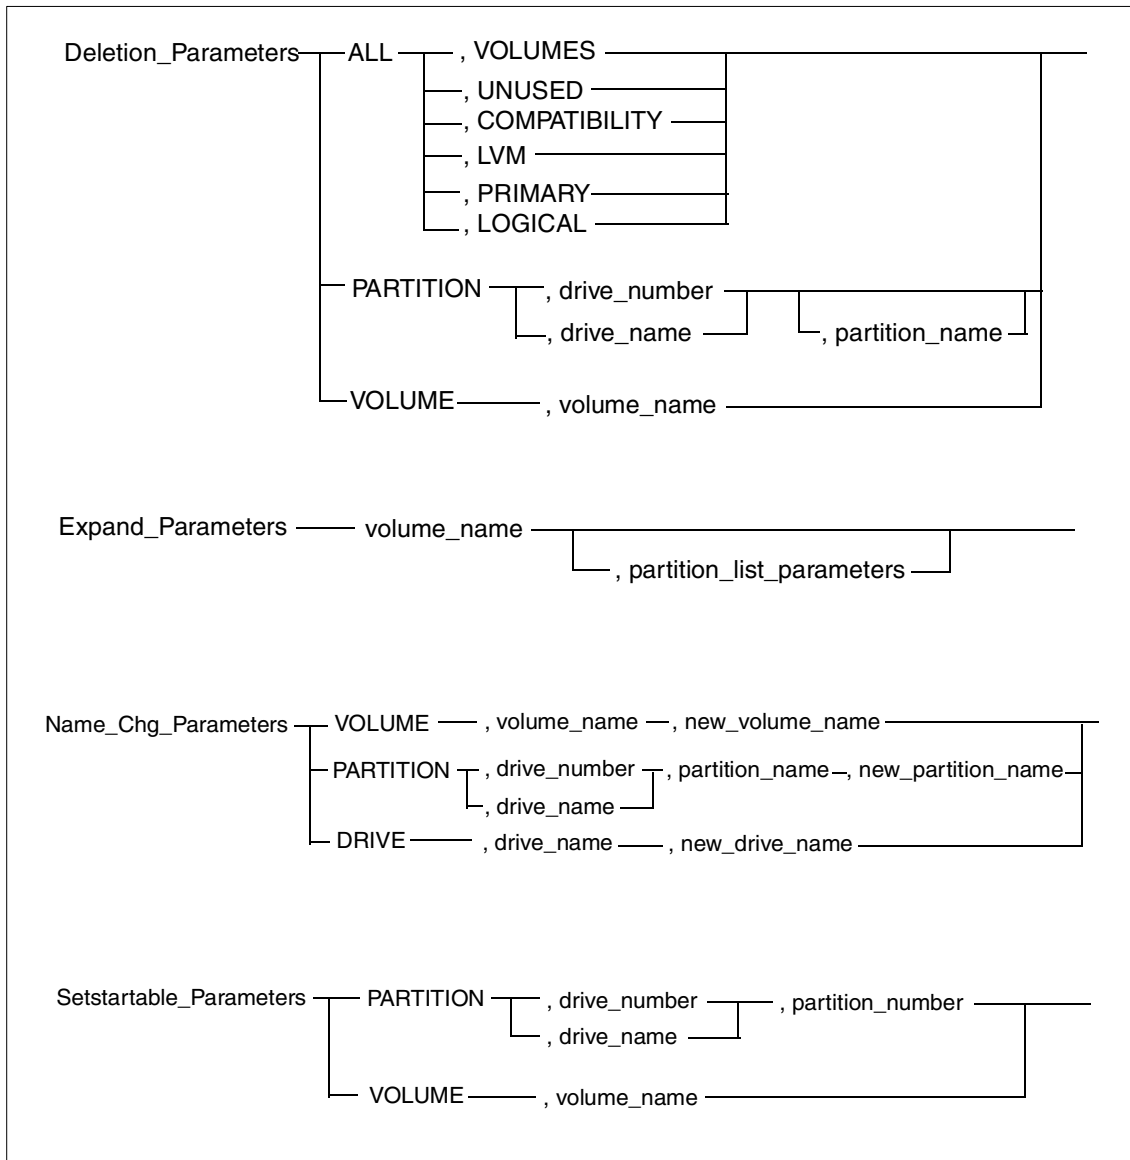 Deletion_Parameters ALL , VOLUMES
, UNUSED
, COMPATIBILITY
, LVM
, PRIMARY
, LOGICAL
PARTITION , drive_number
, drive_name , partition_name
VOLUME , volume_name
Expand_Parameters volume_name
, partition_list_parameters
Name_Chg_Parameters VOLUME , volume_name , new_volume_name
PARTITION , drive_number , partition_name , new_partition_name
, drive_name
DRIVE , drive_name , new_drive_name
Setstartable_Parameters PARTITION , drive_number , partition_number
, drive_name
VOLUME , volume_name